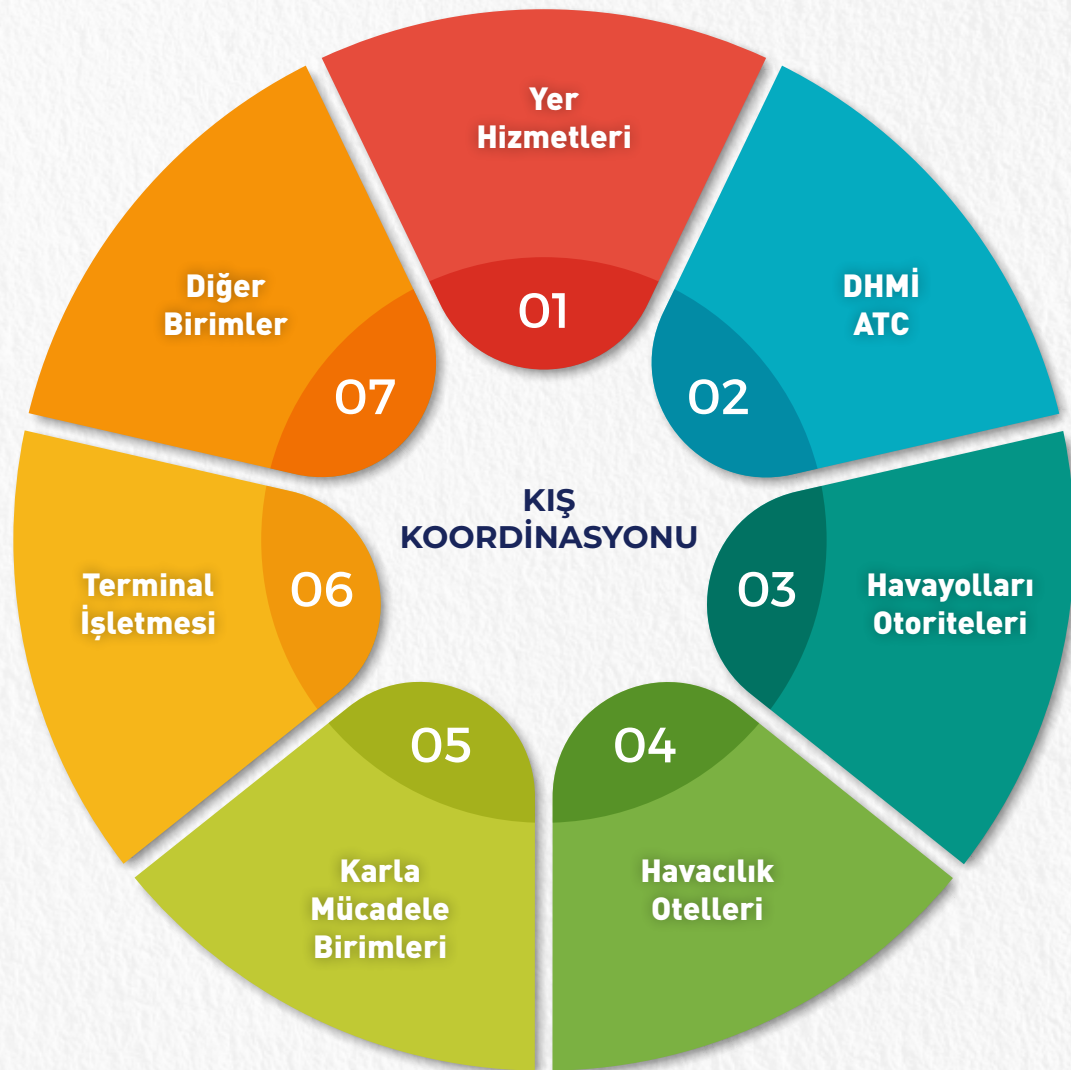 Yer
Hizmetleri
01
DHMİ
ATC
02
Havayolları
Otoriteleri
03
Havacılık
Otelleri
04
Karla
Mücadele
Birimleri
05
Terminal
İşletmesi
06
Diğer
Birimler
07
KIŞ
KOORDİNASYONU